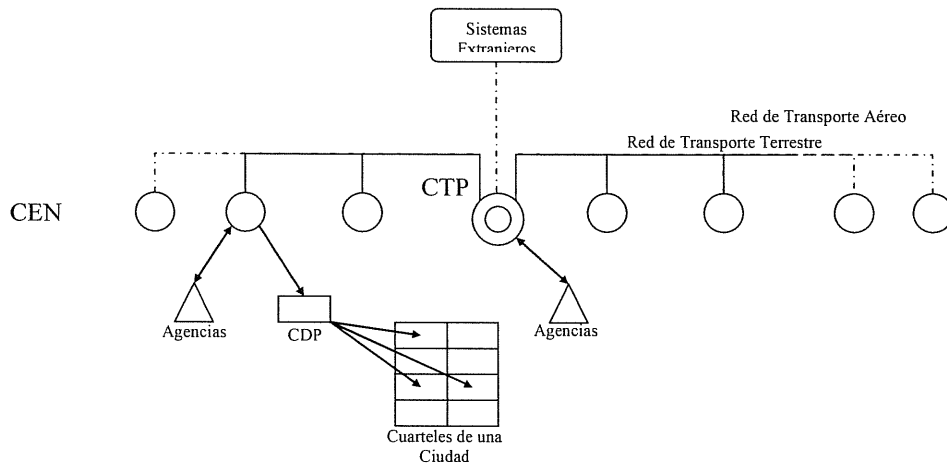 Sistemas
Extranjeros
Red de Transporte Aéreo
Red de Transporte Terrestre
CTP
CEN
Agencias
CDP
Agencias
Cuarteles de una
Ciudad